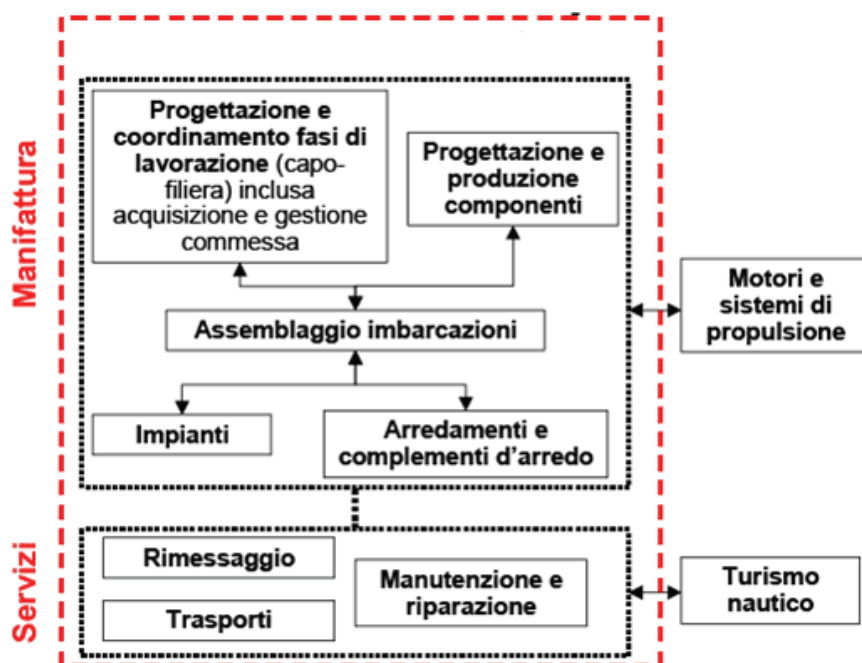 Manifattura
Progettazione e
coordinamento fasi di
lavorazione (capo-
filiera) inclusa
acquisizione e gestione
commessa
Progettazione e
produzione
componenti
Motori e
sistemi di
propulsione
Assemblaggio imbarcazioni
Impianti
Arredamenti e
complementi d'arredo
Servizi
Rimessaggio
Trasporti
Manutenzione e
riparazione
Turismo
nautico